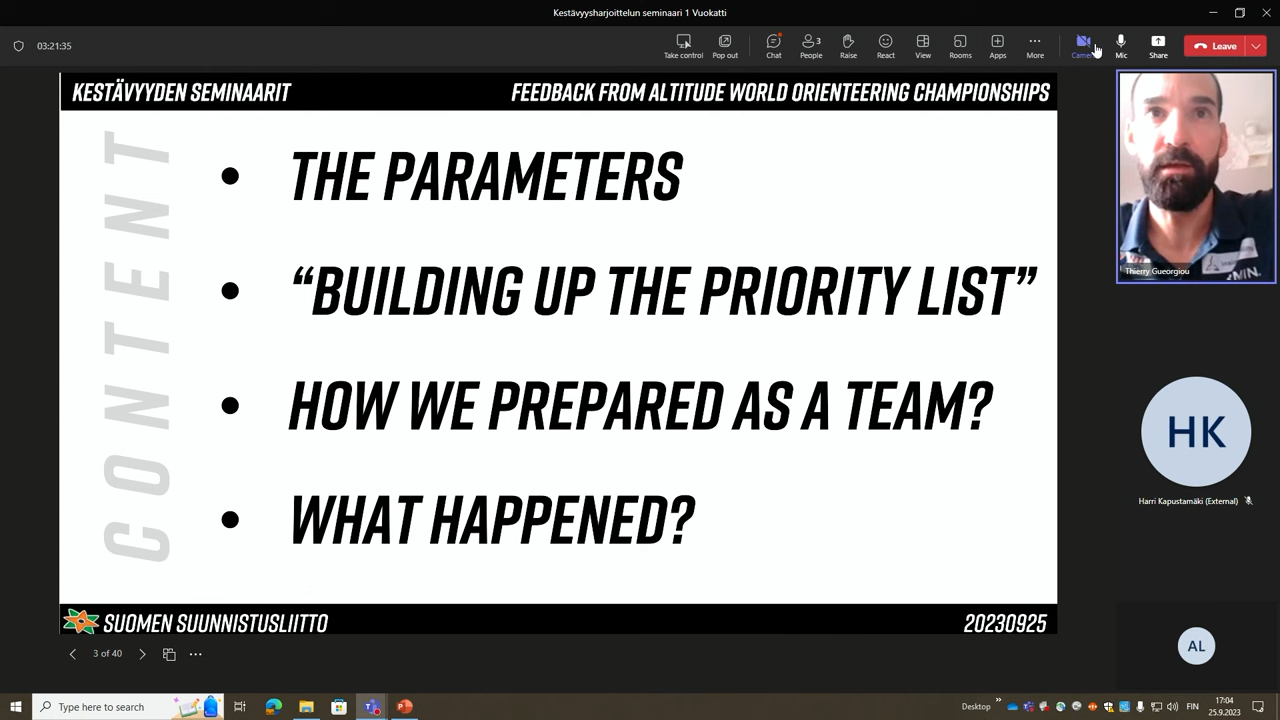 Kestävyysharjoittelun seminaari 1 Vuokatti
03:21:35
Take control
Pop out
Chat
3
People
Raise
React
View
Rooms
Apps
More
Camera
Mic
Share
Leave
KESTÄVYYDEN SEMINAARIT
FEEDBACK FROM ALTITUDE WORLD ORIENTEERING CHAMPIONSHIPS
CONTENT
• THE PARAMETERS
• “BUILDING UP THE PRIORITY LIST”
• HOW WE PREPARED AS A TEAM?
• WHAT HAPPENED?
SUOMEN SUUNNISTUSLIITTO
20230925
MIN.
Thierry Gueorgiou
HK
Harri Kapustamäki (External)
AL
3 of 40
Type here to search
Desktop
FIN
17:04
25.9.2023